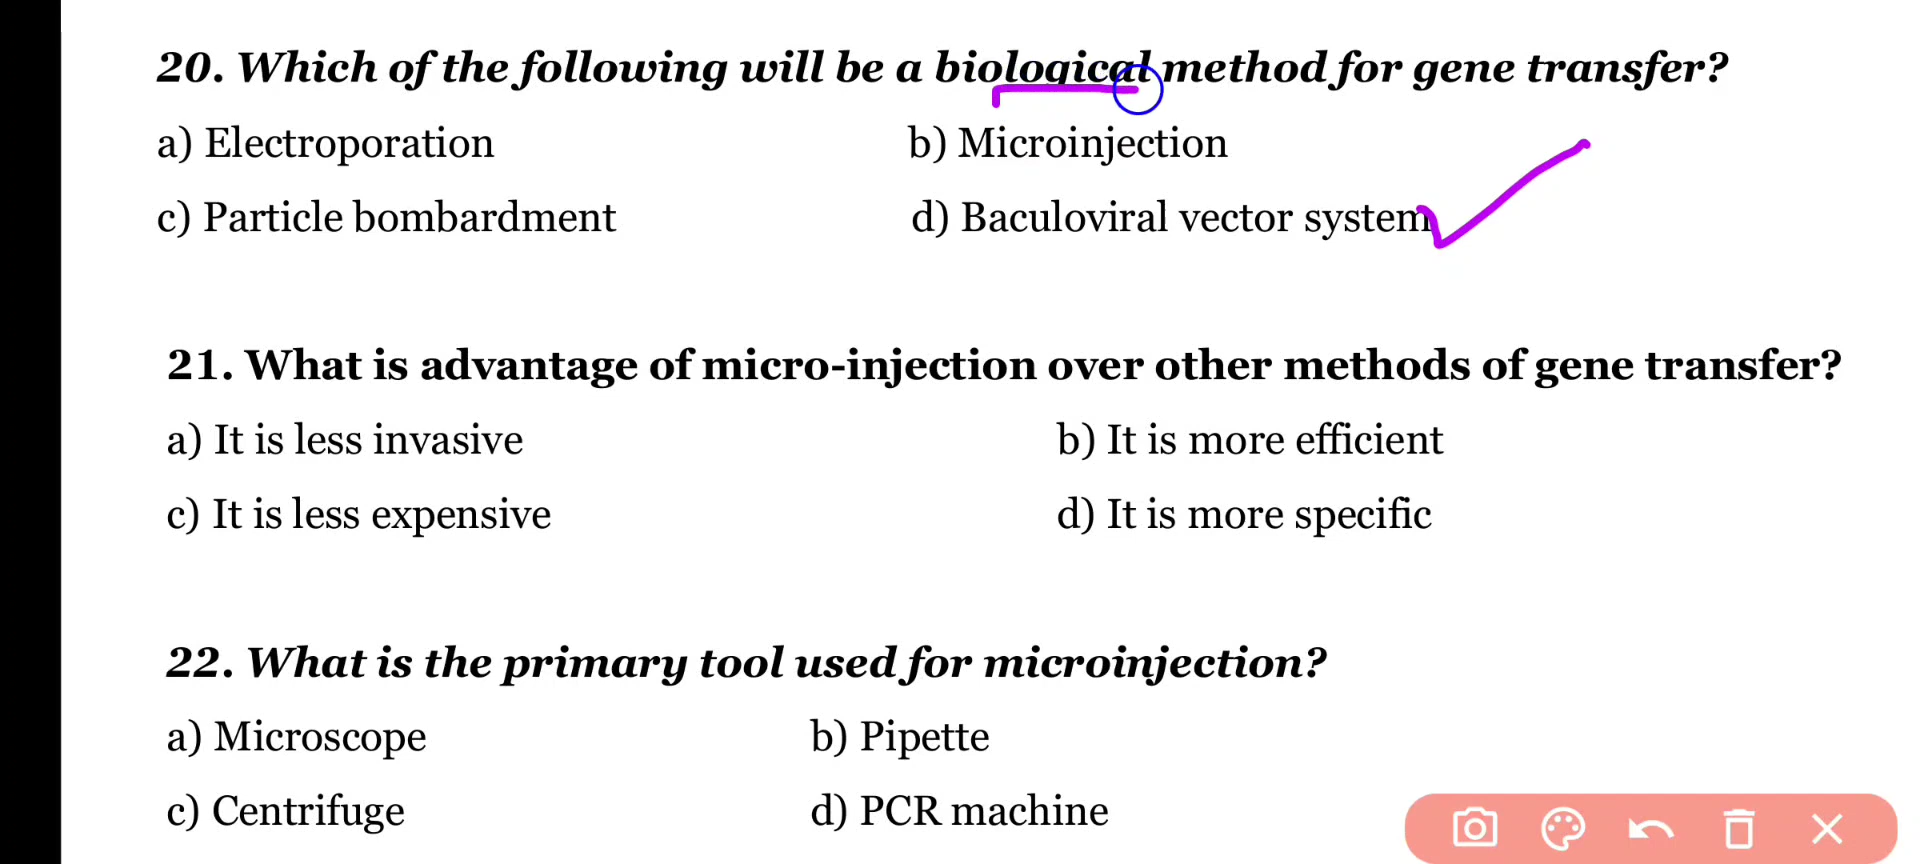 20. Which of the following will be a biological method for gene transfer?
a) Electroporation b) Microinjection
c) Particle bombardment d) Baculoviral vector system
21. What is advantage of micro-injection over other methods of gene transfer?
a) It is less invasive b) It is more efficient
c) It is less expensive d) It is more specific
22. What is the primary tool used for microinjection?
a) Microscope b) Pipette
c) Centrifuge d) PCR machine